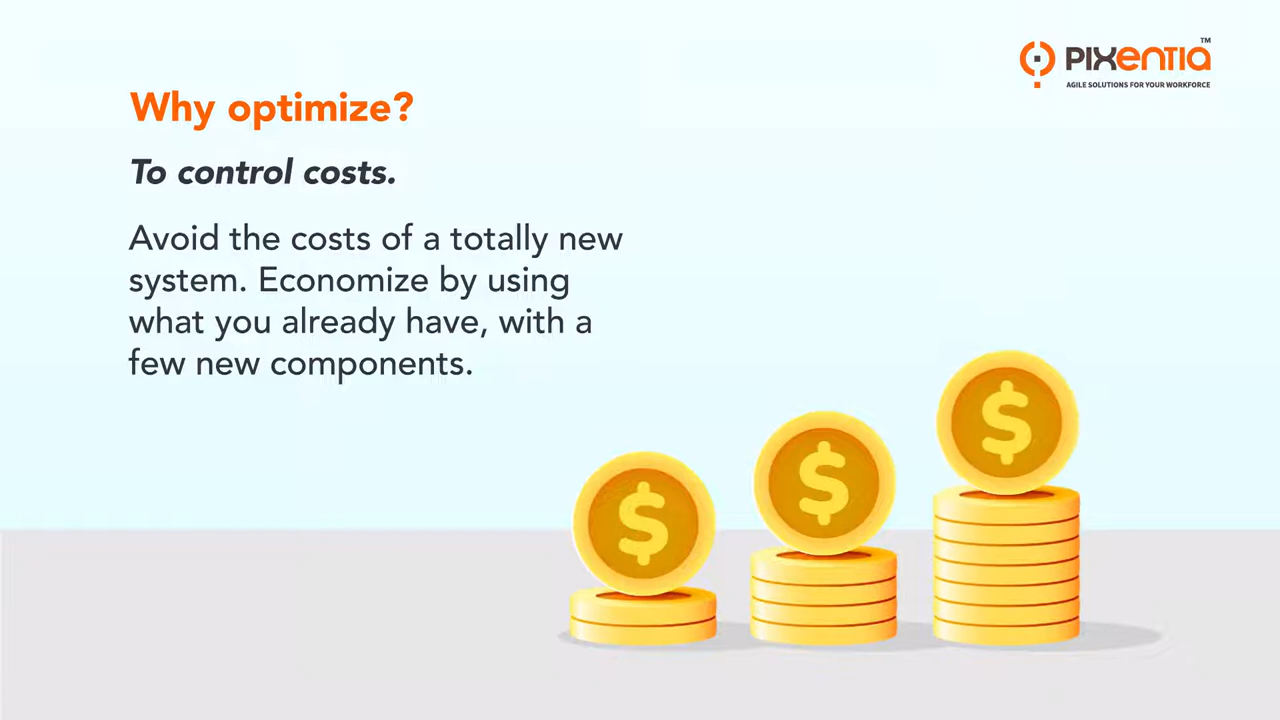 PIXENTIA™
AGILE SOLUTIONS FOR YOUR WORKFORCE
Why optimize?
To control costs.
Avoid the costs of a totally new
system. Economize by using
what you already have, with a
few new components.
$
$
$